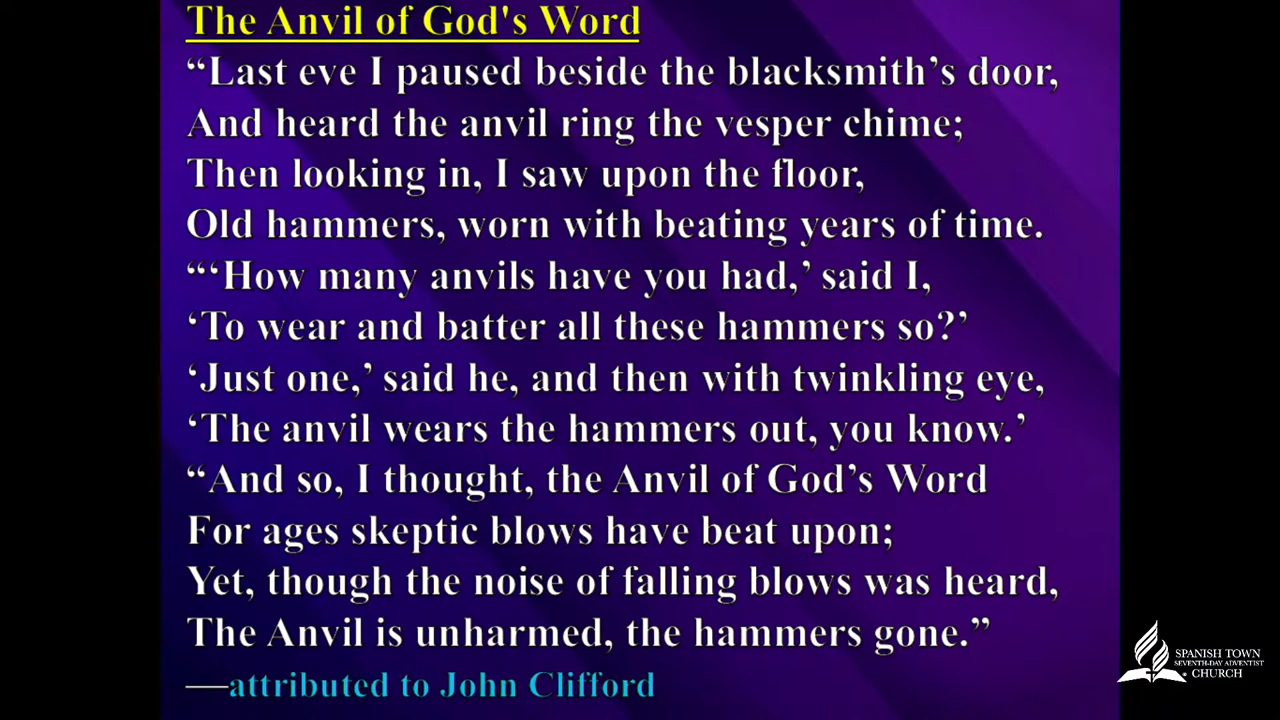 The Anvil of God's Word
“Last eve I paused beside the blacksmith’s door,
And heard the anvil ring the vesper chime;
Then looking in, I saw upon the floor,
Old hammers, worn with beating years of time.
“‘How many anvils have you had,’ said I,
‘To wear and batter all these hammers so?’
‘Just one,’ said he, and then with twinkling eye,
‘The anvil wears the hammers out, you know.’
“And so, I thought, the Anvil of God’s Word
For ages skeptic blows have beat upon;
Yet, though the noise of falling blows was heard,
The Anvil is unharmed, the hammers gone.”
—attributed to John Clifford
SPANISH TOWN
SEVENTH-DAY ADVENTIST
CHURCH